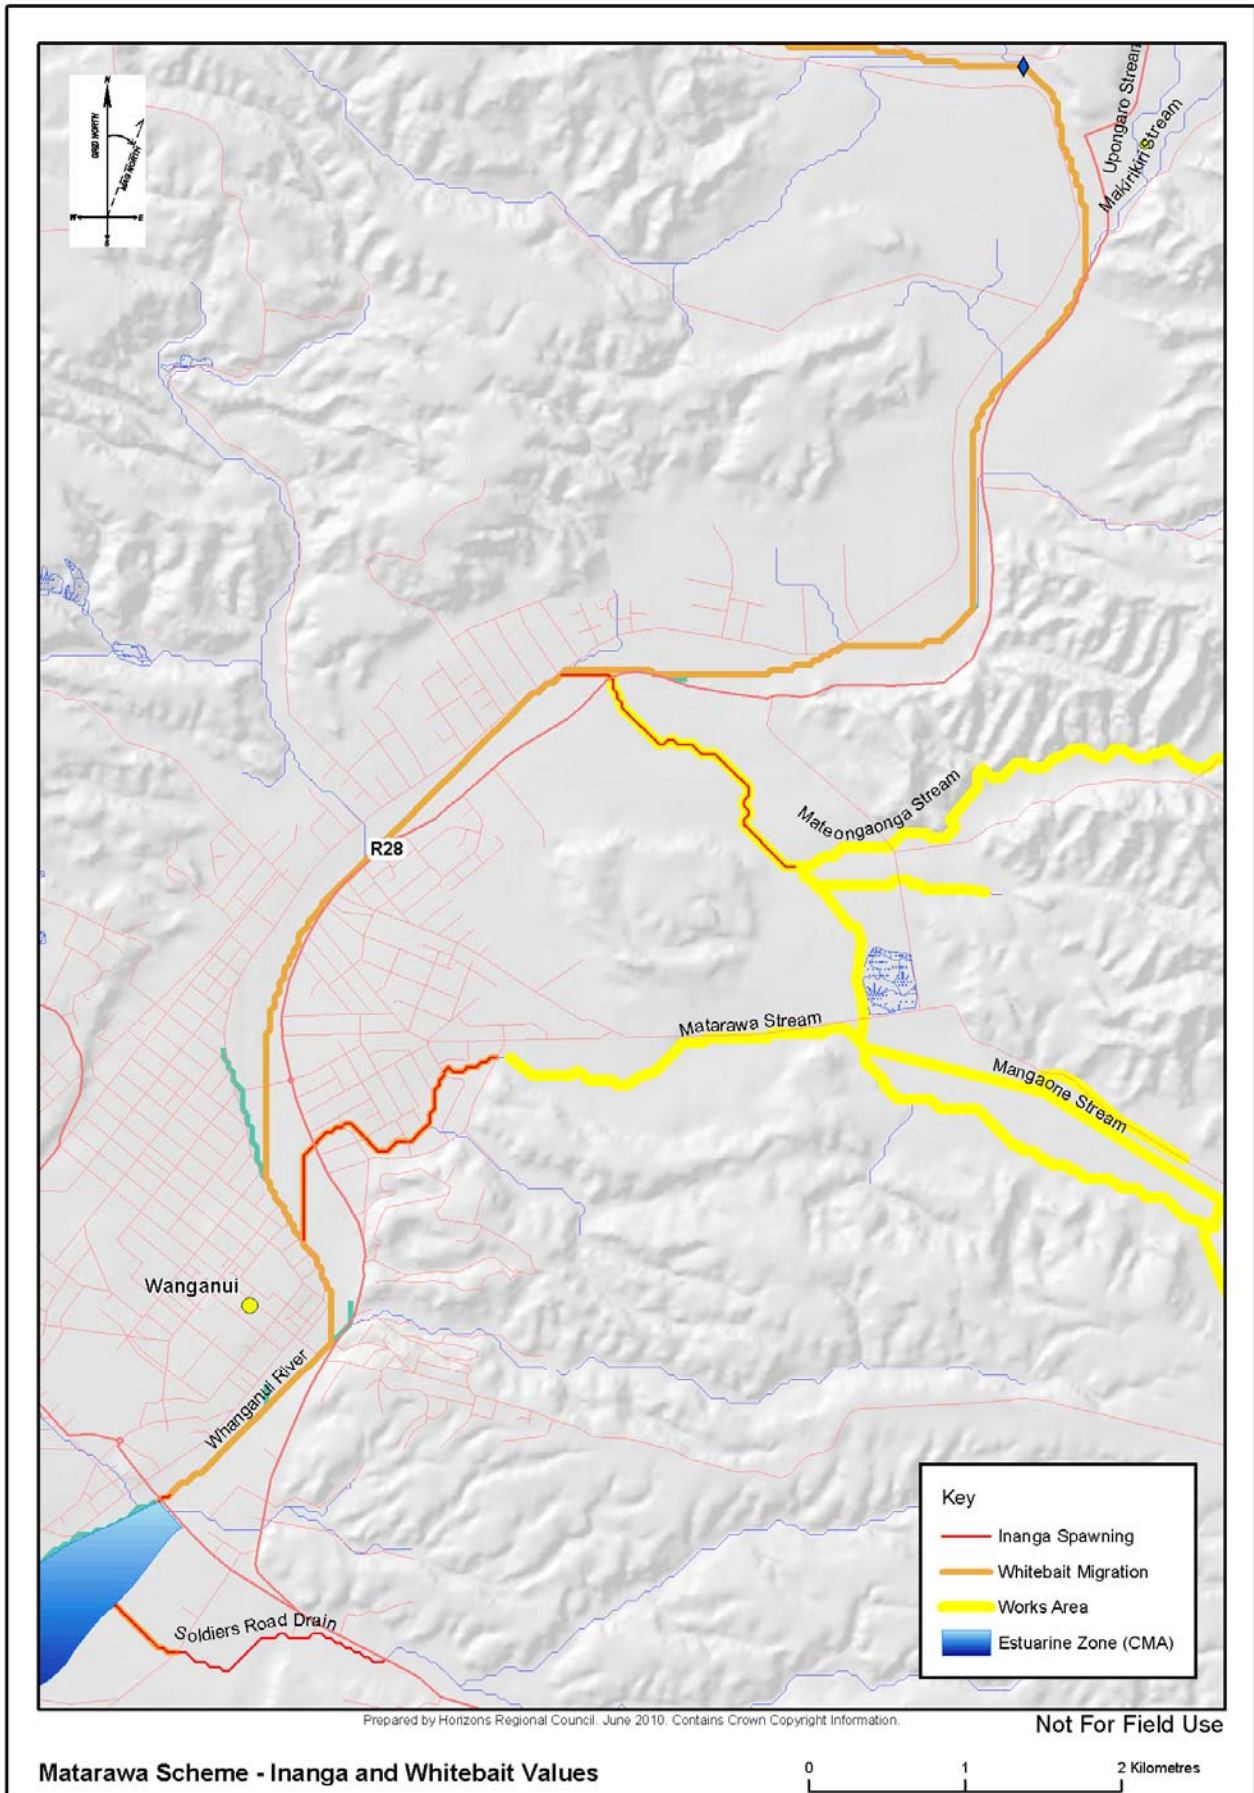 N
GRID NORTH
MAG NORTH
W
E
S
Upongaro Stream
Makirikiri Stream
Mateongaonga Stream
R28
Matarawa Stream
Mangaone Stream
Wanganui
Whanganui River
Soldiers Road Drain
Key
Inanga Spawning
Whitebait Migration
Works Area
Estuarine Zone (CMA)
Prepared by Horizons Regional Council. June 2010. Contains Crown Copyright Information.
Not For Field Use
Matarawa Scheme - Inanga and Whitebait Values
0 1 2 Kilometres